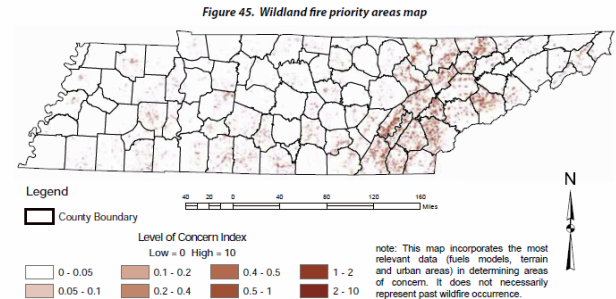 Figure 45. Wildland fire priority areas map
Legend
County Boundary
40 20 0 40 80 120 160
Miles
N
Level of Concern Index
Low = 0 High = 10
0 - 0.05 0.1 - 0.2 0.4 - 0.5 1 - 2
0.05 - 0.1 0.2 - 0.4 0.5 - 1 2 - 10
note: This map incorporates the most
relevant data (fuels models, terrain
and urban areas) in determining areas
of concern. It does not necessarily
represent past wildfire occurrence.